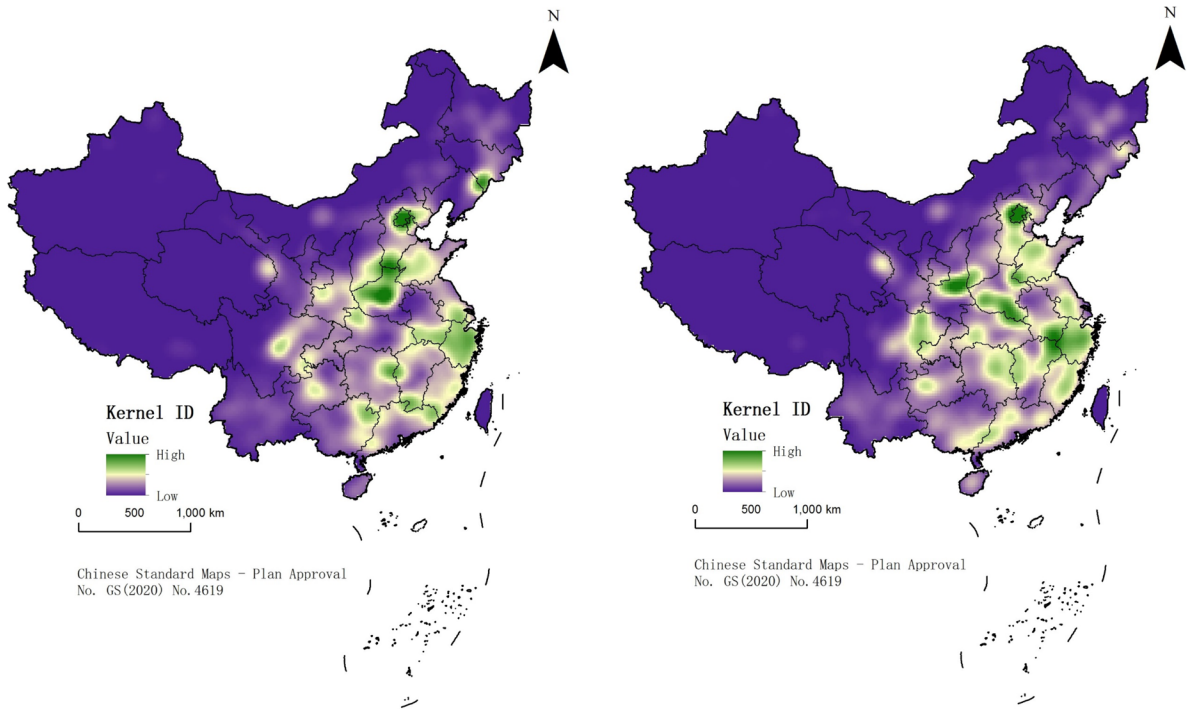 N
Kernel ID
Value
High
Low
0 500 1,000 km
Chinese Standard Maps - Plan Approval
No. GS(2020) No.4619
N
Kernel ID
Value
High
Low
0 500 1,000 km
Chinese Standard Maps - Plan Approval
No. GS(2020) No.4619